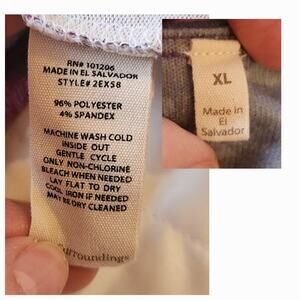 RN# 101206
MADE IN EL SALVADOR
STYLE# 2EX58
96% POLYESTER
4% SPANDEX
MACHINE WASH COLD
INSIDE OUT
GENTLE CYCLE
ONLY NON-CHLORINE
BLEACH WHEN NEEDED
LAY FLAT TO DRY
COOL IRON IF NEEDED
MAY BE DRY CLEANED
XL
Made in
El
Salvador